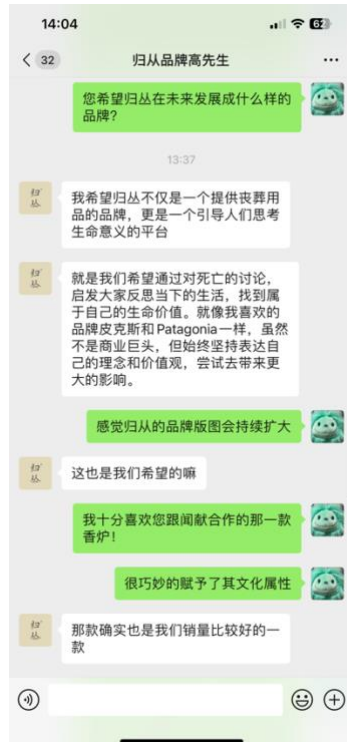 14:04
62
32
归从品牌高先生
...
您希望归丛在未来发展成什么样的
品牌?
13:37
我希望归丛不仅是一个提供丧葬用
品的品牌，更是一个引导人们思考
生命意义的平台
就是我们希望通过对死亡的讨论，
启发大家反思当下的生活，找到属
于自己的生命价值。就像我喜欢的
品牌皮克斯和Patagonia一样，虽然
不是商业巨头，但始终坚持表达自
己的理念和价值观，尝试去带来更
大的影响。
感觉归从的品牌版图会持续扩大
这也是我们希望的嘛
我十分喜欢您跟闻献合作的那一款
香炉!
很巧妙的赋予了其文化属性
那款确实也是我们销量比较好的一
款